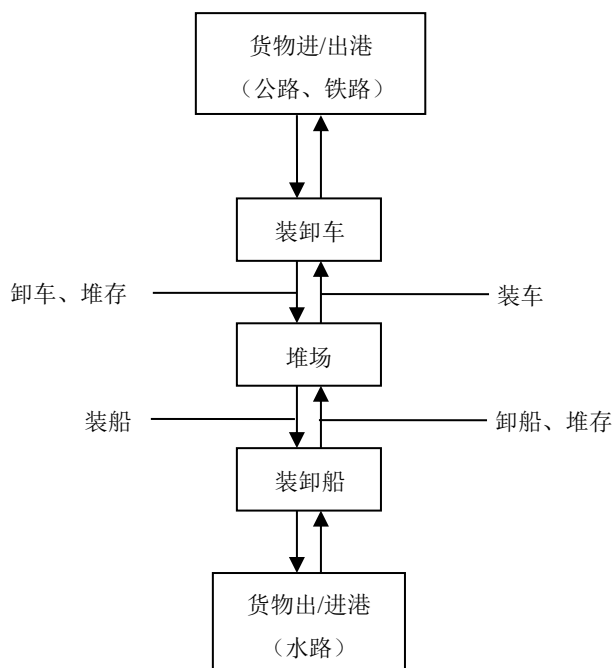 货物进/出港
（公路、铁路）
装卸车
卸车、堆存
装车
堆场
装船
卸船、堆存
装卸船
货物出/进港
（水路）